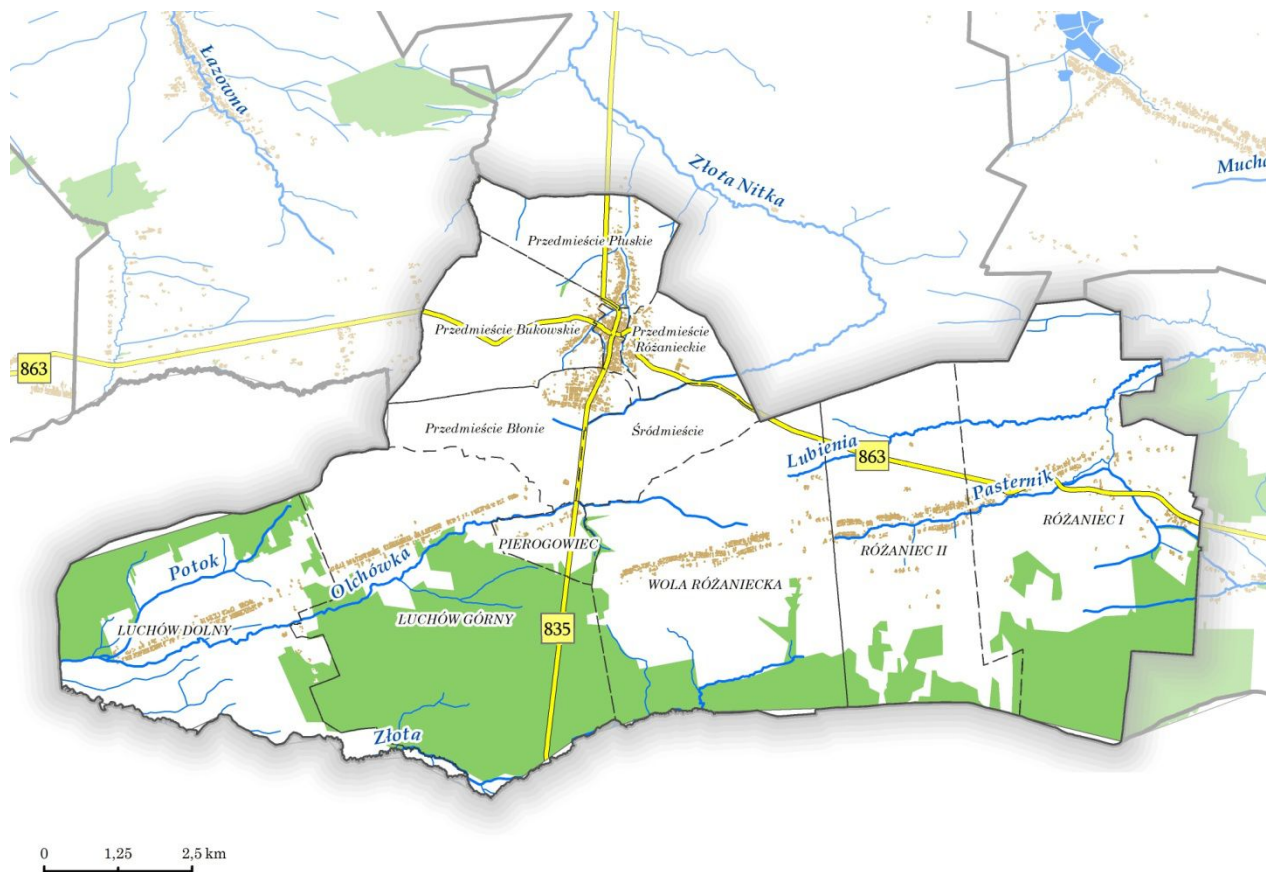 Łazowna
Złota Nitka
Mucha
Przedmieście Płuskie
Przedmieście Bukowskie
Przedmieście
Różanieckie
863
Przedmieście Błonie
Śródmieście
Lubienia
863
Pasternik
RÓŻANIEC I
PIEROGOWIEC
RÓŻANIEC II
Potok
Olchówka
WOLA RÓŻANIECKA
LUCHÓW GÓRNY
LUCHÓW DOLNY
835
Złota
0 1,25 2,5 km